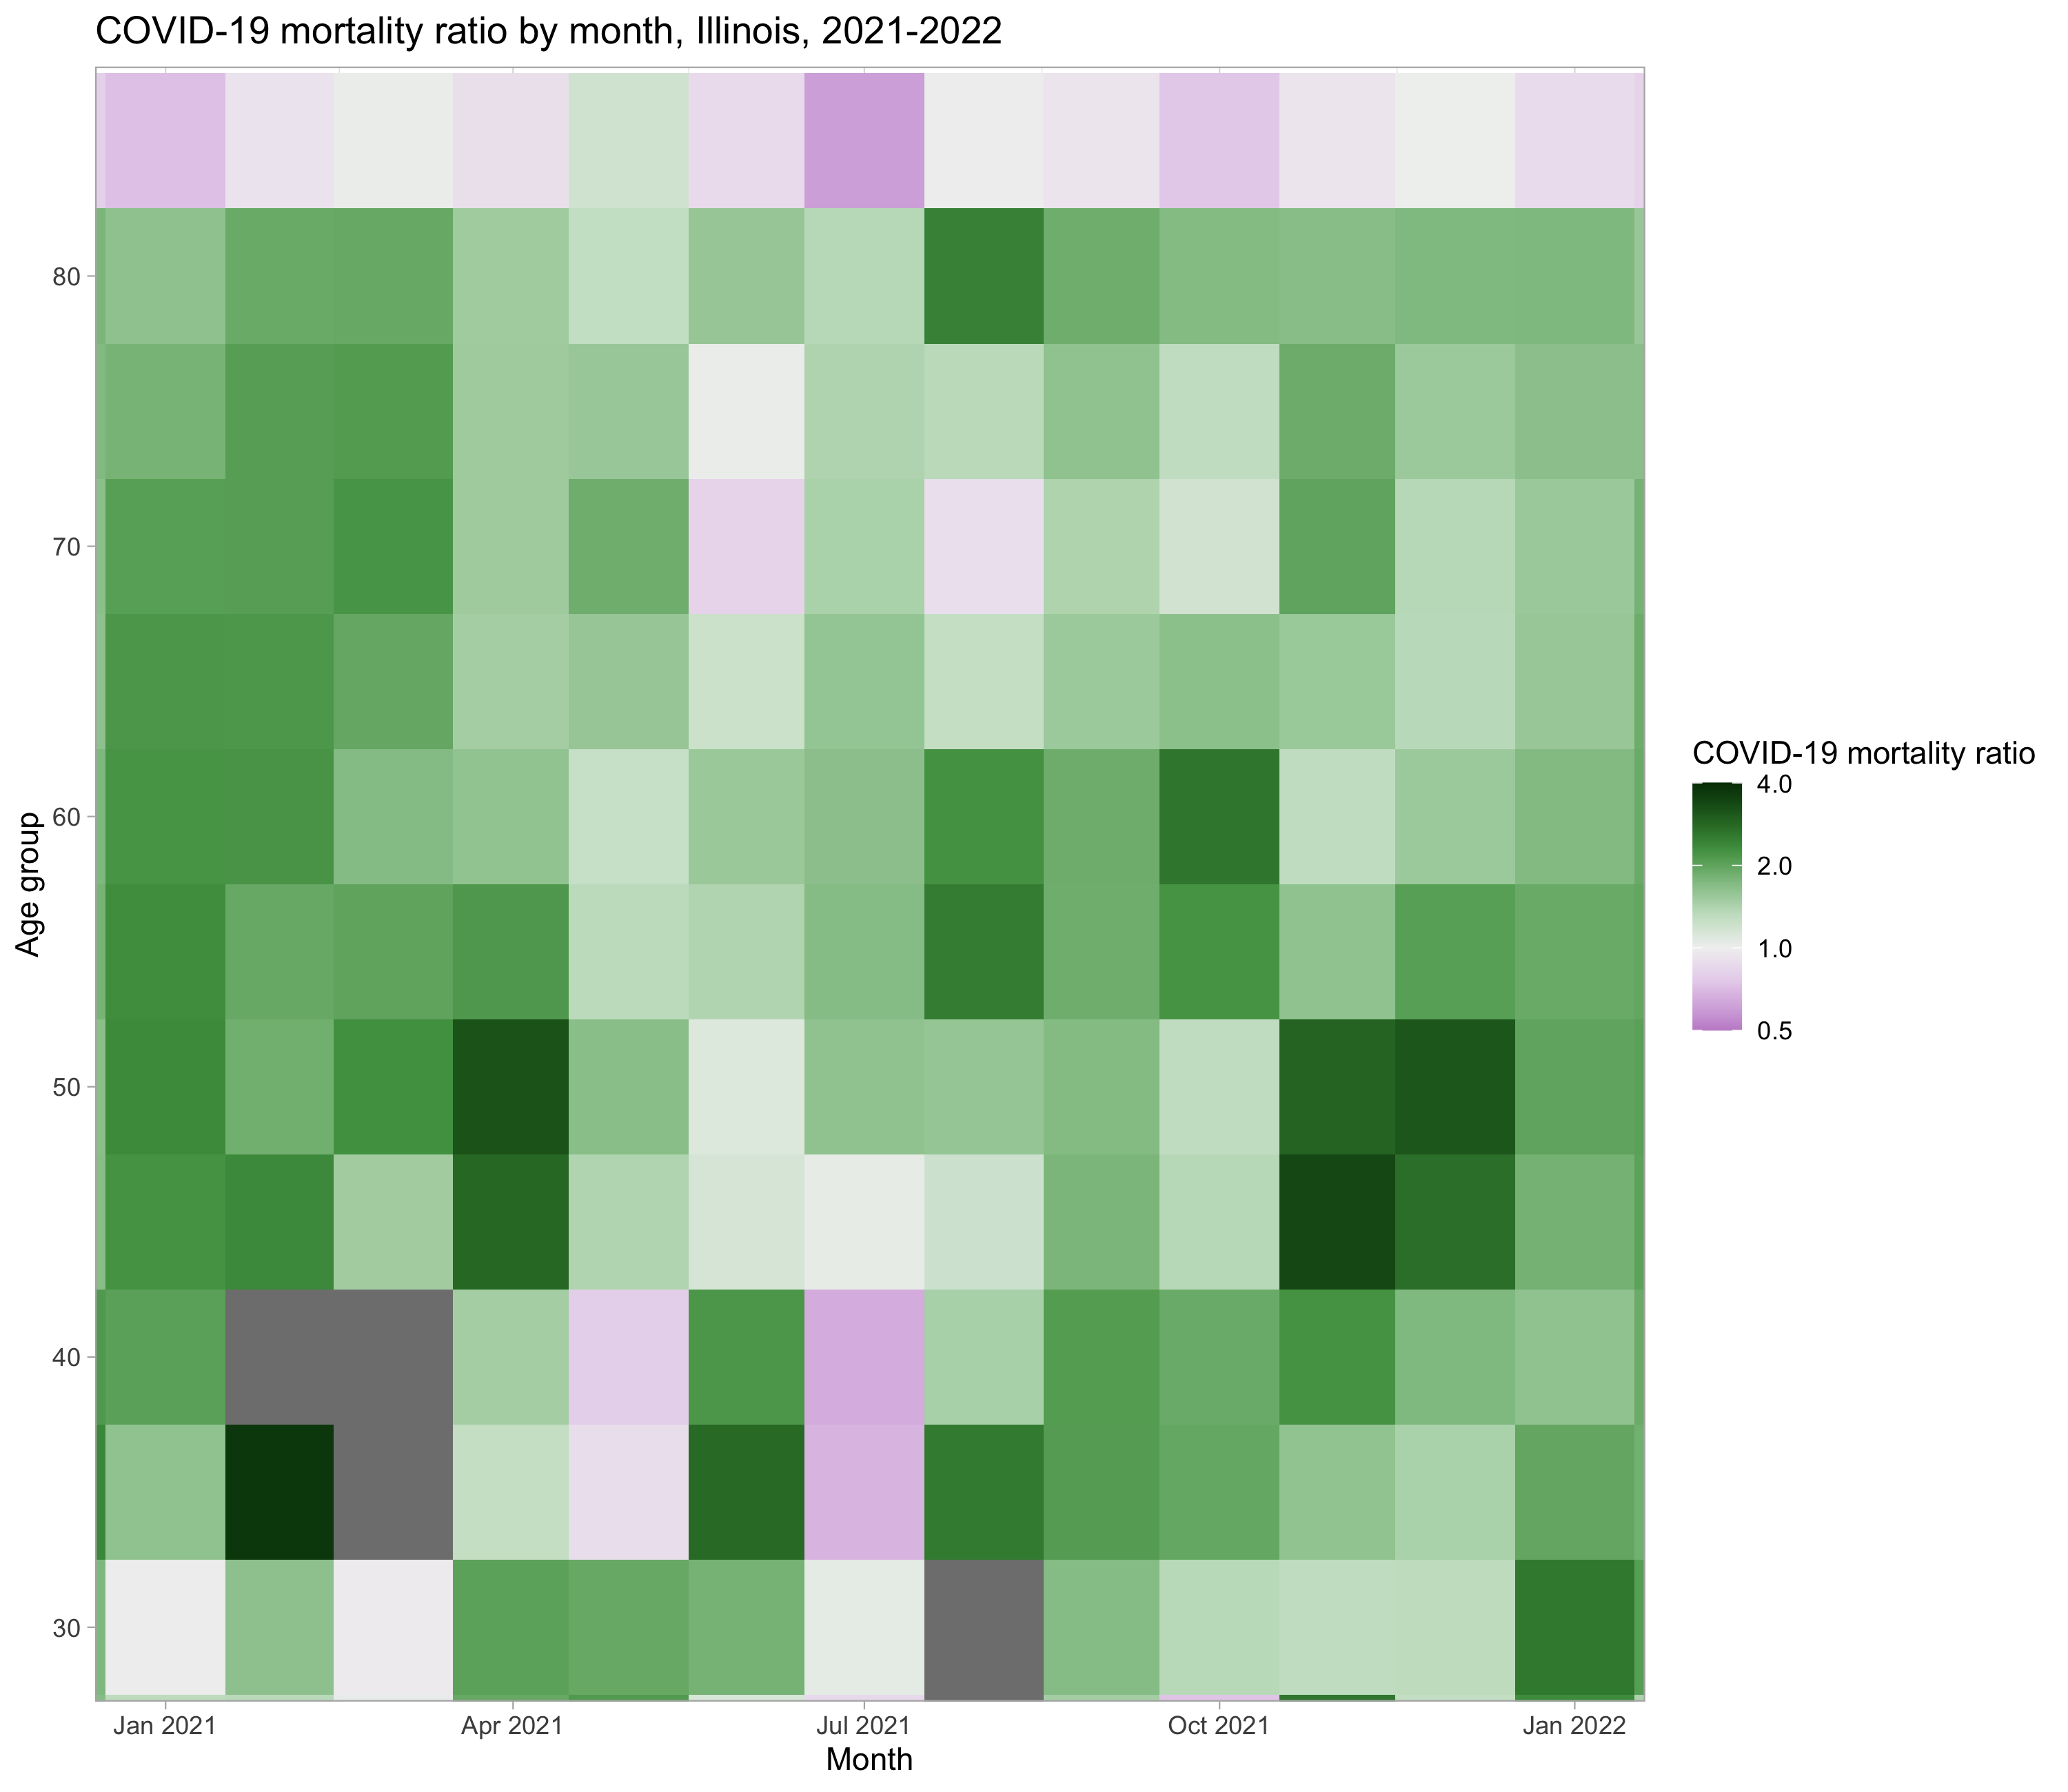 COVID-19 mortality ratio by month, Illinois, 2021-2022
80
70
60
50
40
30
Age group
Jan 2021
Apr 2021
Jul 2021
Oct 2021
Jan 2022
Month
COVID-19 mortality ratio
4.0
2.0
1.0
0.5